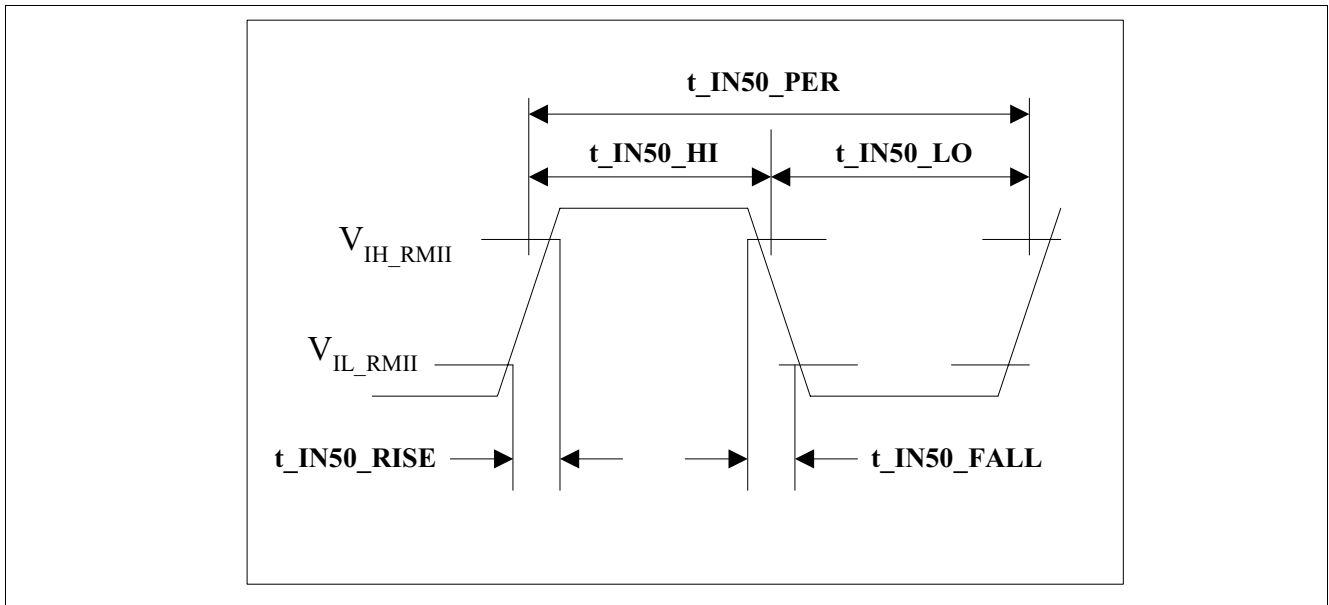 t_IN50_PER
t_IN50_HI
t_IN50_LO
V_IH_RMII
V_IL_RMII
t_IN50_RISE
t_IN50_FALL